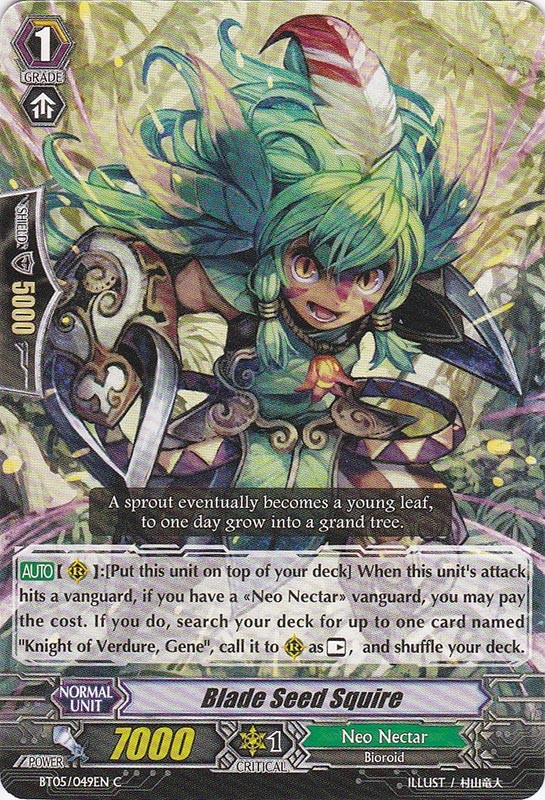 1
GRADE
SHIELD
5000
A sprout eventually becomes a young leaf,
to one day grow into a grand tree.
AUTO【 R 】:[Put this unit on top of your deck] When this unit's attack
hits a vanguard, if you have a «Neo Nectar» vanguard, you may pay
the cost. If you do, search your deck for up to one card named
"Knight of Verdure, Gene", call it to R as , and shuffle your deck.
NORMAL
UNIT
Blade Seed Squire
POWER
7000
1
CRITICAL
Neo Nectar
Bioroid
BT05/049EN C
ILLUST / 村山竜大